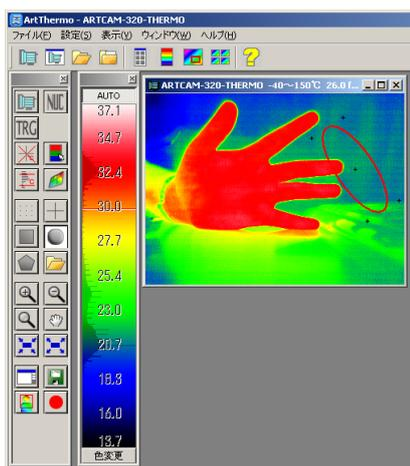 ArtThermo - ARTCAM-320-THERMO
ファイル(F) 設定(S) 表示(V) ウィンドウ(W) ヘルプ(H)
NUC
TRG
AUTO
37.1
34.7
32.4
30.0
27.7
25.4
23.0
20.7
18.3
16.0
13.7
色変更
ARTCAM-320-THERMO -40～150℃ 26.0 f...